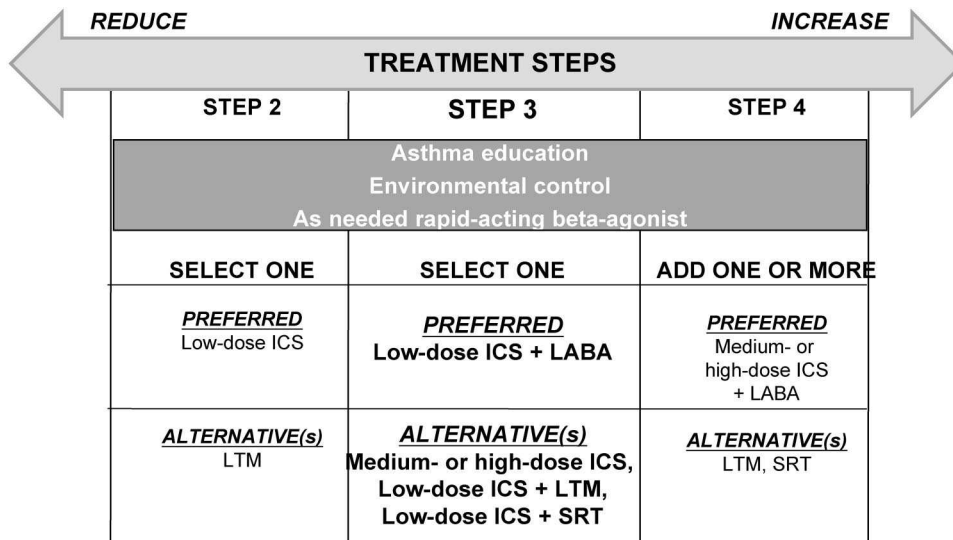 REDUCE
INCREASE
TREATMENT STEPS
STEP 2
STEP 3
STEP 4
Asthma education
Environmental control
As needed rapid-acting beta-agonist
SELECT ONE
SELECT ONE
ADD ONE OR MORE
PREFERRED
Low-dose ICS
PREFERRED
Low-dose ICS + LABA
PREFERRED
Medium- or
high-dose ICS
+ LABA
ALTERNATIVE(s)
LTM
ALTERNATIVE(s)
Medium- or high-dose ICS,
Low-dose ICS + LTM,
Low-dose ICS + SRT
ALTERNATIVE(s)
LTM, SRT